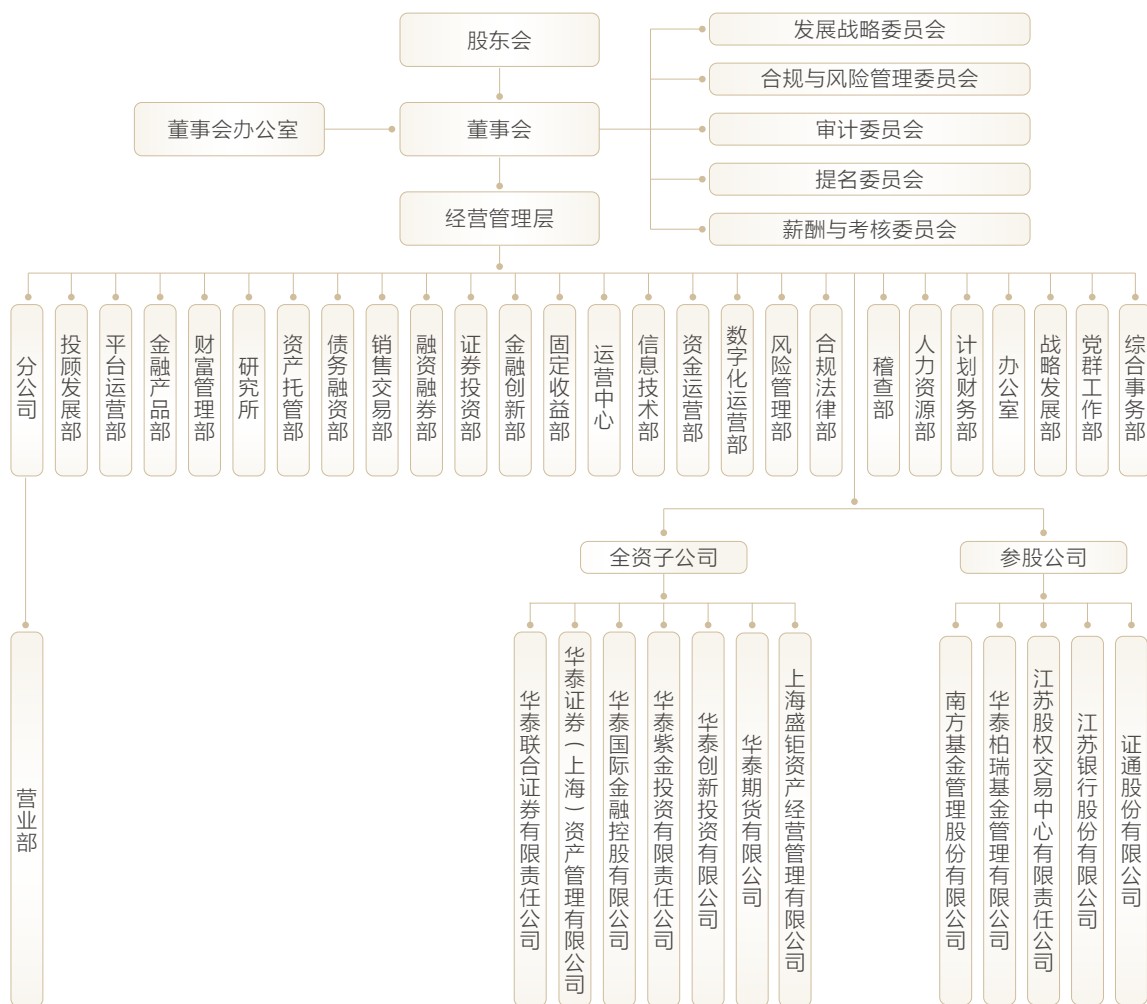 股东会
发展战略委员会
合规与风险管理委员会
董事会办公室
董事会
审计委员会
提名委员会
经营管理层
薪酬与考核委员会
分公司
投顾发展部
平台运营部
金融产品部
财富管理部
研究所
资产托管部
债务融资部
销售交易部
融资融券部
证券投资部
金融创新部
固定收益部
运营中心
信息技术部
资金运营部
数字化运营部
风险管理部
合规法律部
稽查部
人力资源部
计划财务部
办公室
战略发展部
党群工作部
综合事务部
全资子公司
参股公司
营业部
华泰联合证券有限责任公司
华泰证券(上海)资产管理有限公司
华泰国际金融控股有限公司
华泰紫金投资有限责任公司
华泰创新投资有限公司
华泰期货有限公司
上海盛钜资产经营管理有限公司
南方基金管理股份有限公司
华泰柏瑞基金管理有限公司
江苏股权交易中心有限责任公司
江苏银行股份有限公司
证通股份有限公司